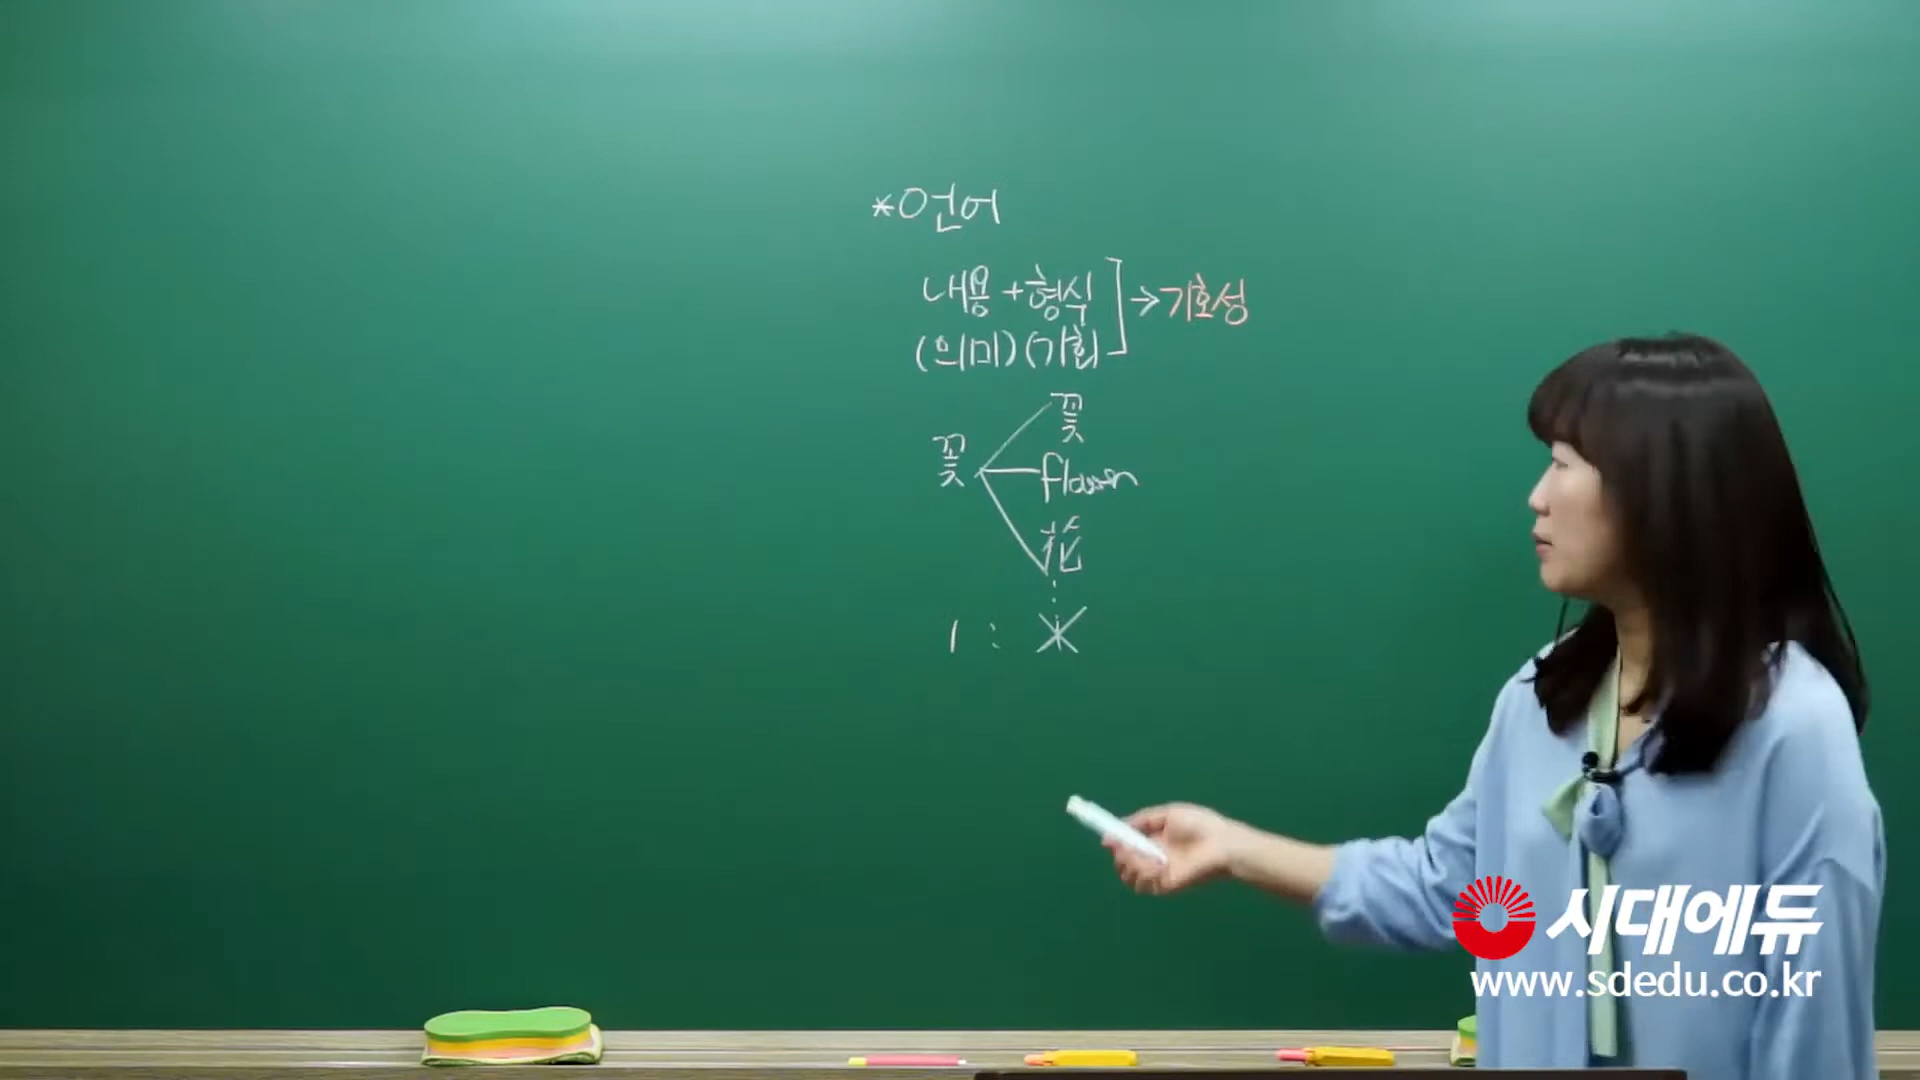 *언어
내용+형식 → 기호성
(의미)(기호)
꽃
꽃
flower
花
1 :
시대에듀
www.sdedu.co.kr